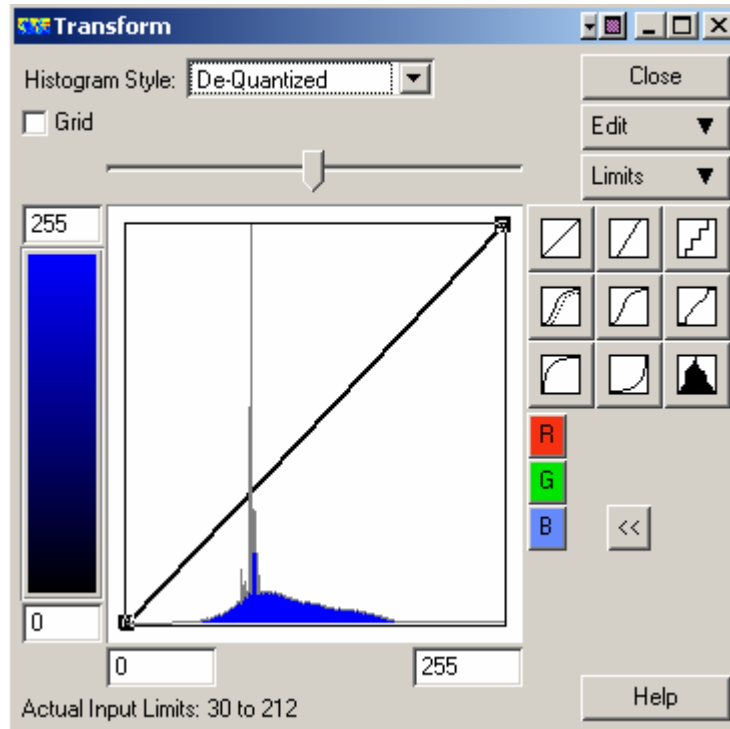 Transform
Histogram Style: De-Quantized
Close
Grid
Edit
Limits
255
R
G
B
<<
0
0 255
Actual Input Limits: 30 to 212
Help